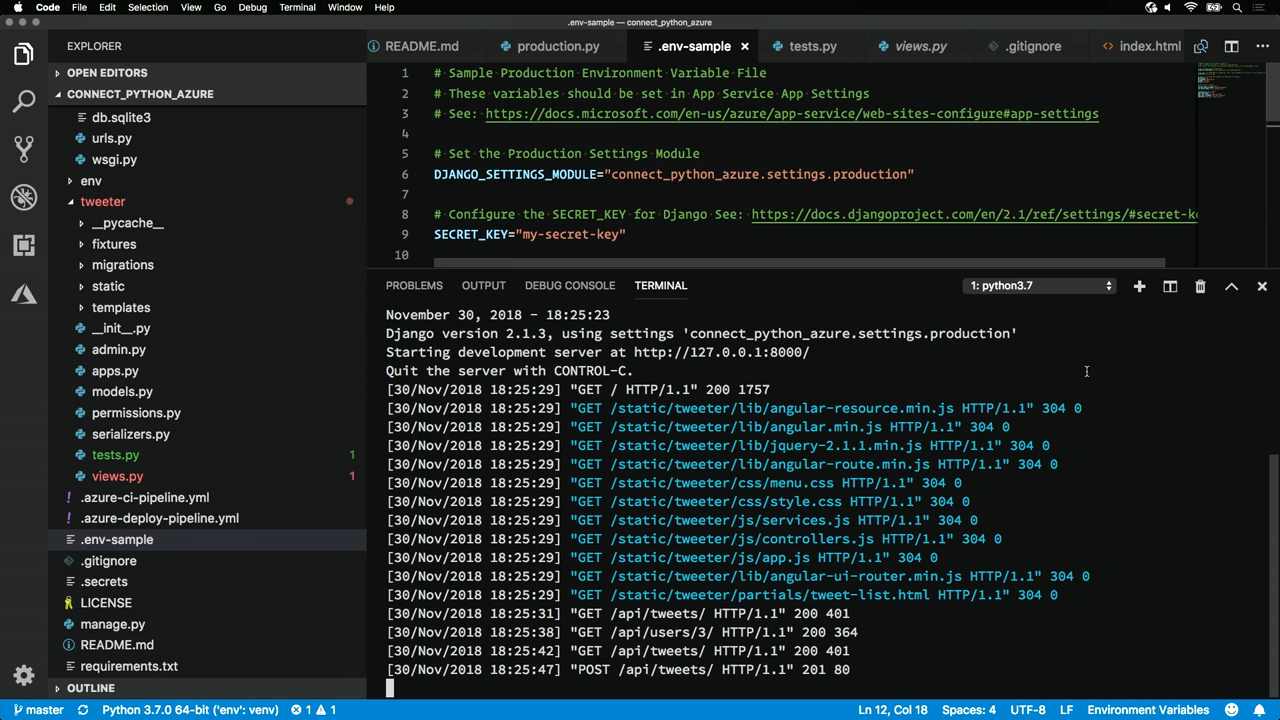 Code File Edit Selection View Go Debug Terminal Window Help
.env-sample — connect_python_azure
EXPLORER
OPEN EDITORS
CONNECT_PYTHON_AZURE
db.sqlite3
urls.py
wsgi.py
env
tweeter
__pycache__
fixtures
migrations
static
templates
__init__.py
admin.py
apps.py
models.py
permissions.py
serializers.py
tests.py 1
views.py 1
! .azure-ci-pipeline.yml
! .azure-deploy-pipeline.yml
.env-sample
.gitignore
.secrets
LICENSE
manage.py
README.md
requirements.txt
OUTLINE
README.md production.py .env-sample tests.py views.py .gitignore index.html
1 # Sample Production Environment Variable File
2 # These variables should be set in App Service App Settings
3 # See: https://docs.microsoft.com/en-us/azure/app-service/web-sites-configure#app-settings
4
5 # Set the Production Settings Module
6 DJANGO_SETTINGS_MODULE="connect_python_azure.settings.production"
7
8 # Configure the SECRET_KEY for Django See: https://docs.djangoproject.com/en/2.1/ref/settings/#secret-k
9 SECRET_KEY="my-secret-key"
10
PROBLEMS OUTPUT DEBUG CONSOLE TERMINAL 1: python3.7
November 30, 2018 - 18:25:23
Django version 2.1.3, using settings 'connect_python_azure.settings.production'
Starting development server at http://127.0.0.1:8000/
Quit the server with CONTROL-C.
[30/Nov/2018 18:25:29] "GET / HTTP/1.1" 200 1757
[30/Nov/2018 18:25:29] "GET /static/tweeter/lib/angular-resource.min.js HTTP/1.1" 304 0
[30/Nov/2018 18:25:29] "GET /static/tweeter/lib/angular.min.js HTTP/1.1" 304 0
[30/Nov/2018 18:25:29] "GET /static/tweeter/lib/jquery-2.1.1.min.js HTTP/1.1" 304 0
[30/Nov/2018 18:25:29] "GET /static/tweeter/lib/angular-route.min.js HTTP/1.1" 304 0
[30/Nov/2018 18:25:29] "GET /static/tweeter/css/menu.css HTTP/1.1" 304 0
[30/Nov/2018 18:25:29] "GET /static/tweeter/css/style.css HTTP/1.1" 304 0
[30/Nov/2018 18:25:29] "GET /static/tweeter/js/services.js HTTP/1.1" 304 0
[30/Nov/2018 18:25:29] "GET /static/tweeter/js/controllers.js HTTP/1.1" 304 0
[30/Nov/2018 18:25:29] "GET /static/tweeter/js/app.js HTTP/1.1" 304 0
[30/Nov/2018 18:25:29] "GET /static/tweeter/lib/angular-ui-router.min.js HTTP/1.1" 304 0
[30/Nov/2018 18:25:29] "GET /static/tweeter/partials/tweet-list.html HTTP/1.1" 304 0
[30/Nov/2018 18:25:31] "GET /api/tweets/ HTTP/1.1" 200 401
[30/Nov/2018 18:25:38] "GET /api/users/3/ HTTP/1.1" 200 364
[30/Nov/2018 18:25:42] "GET /api/tweets/ HTTP/1.1" 200 401
[30/Nov/2018 18:25:47] "POST /api/tweets/ HTTP/1.1" 201 80
master Python 3.7.0 64-bit ('env': venv) 1 1 Ln 12, Col 18 Spaces: 4 UTF-8 LF Environment Variables